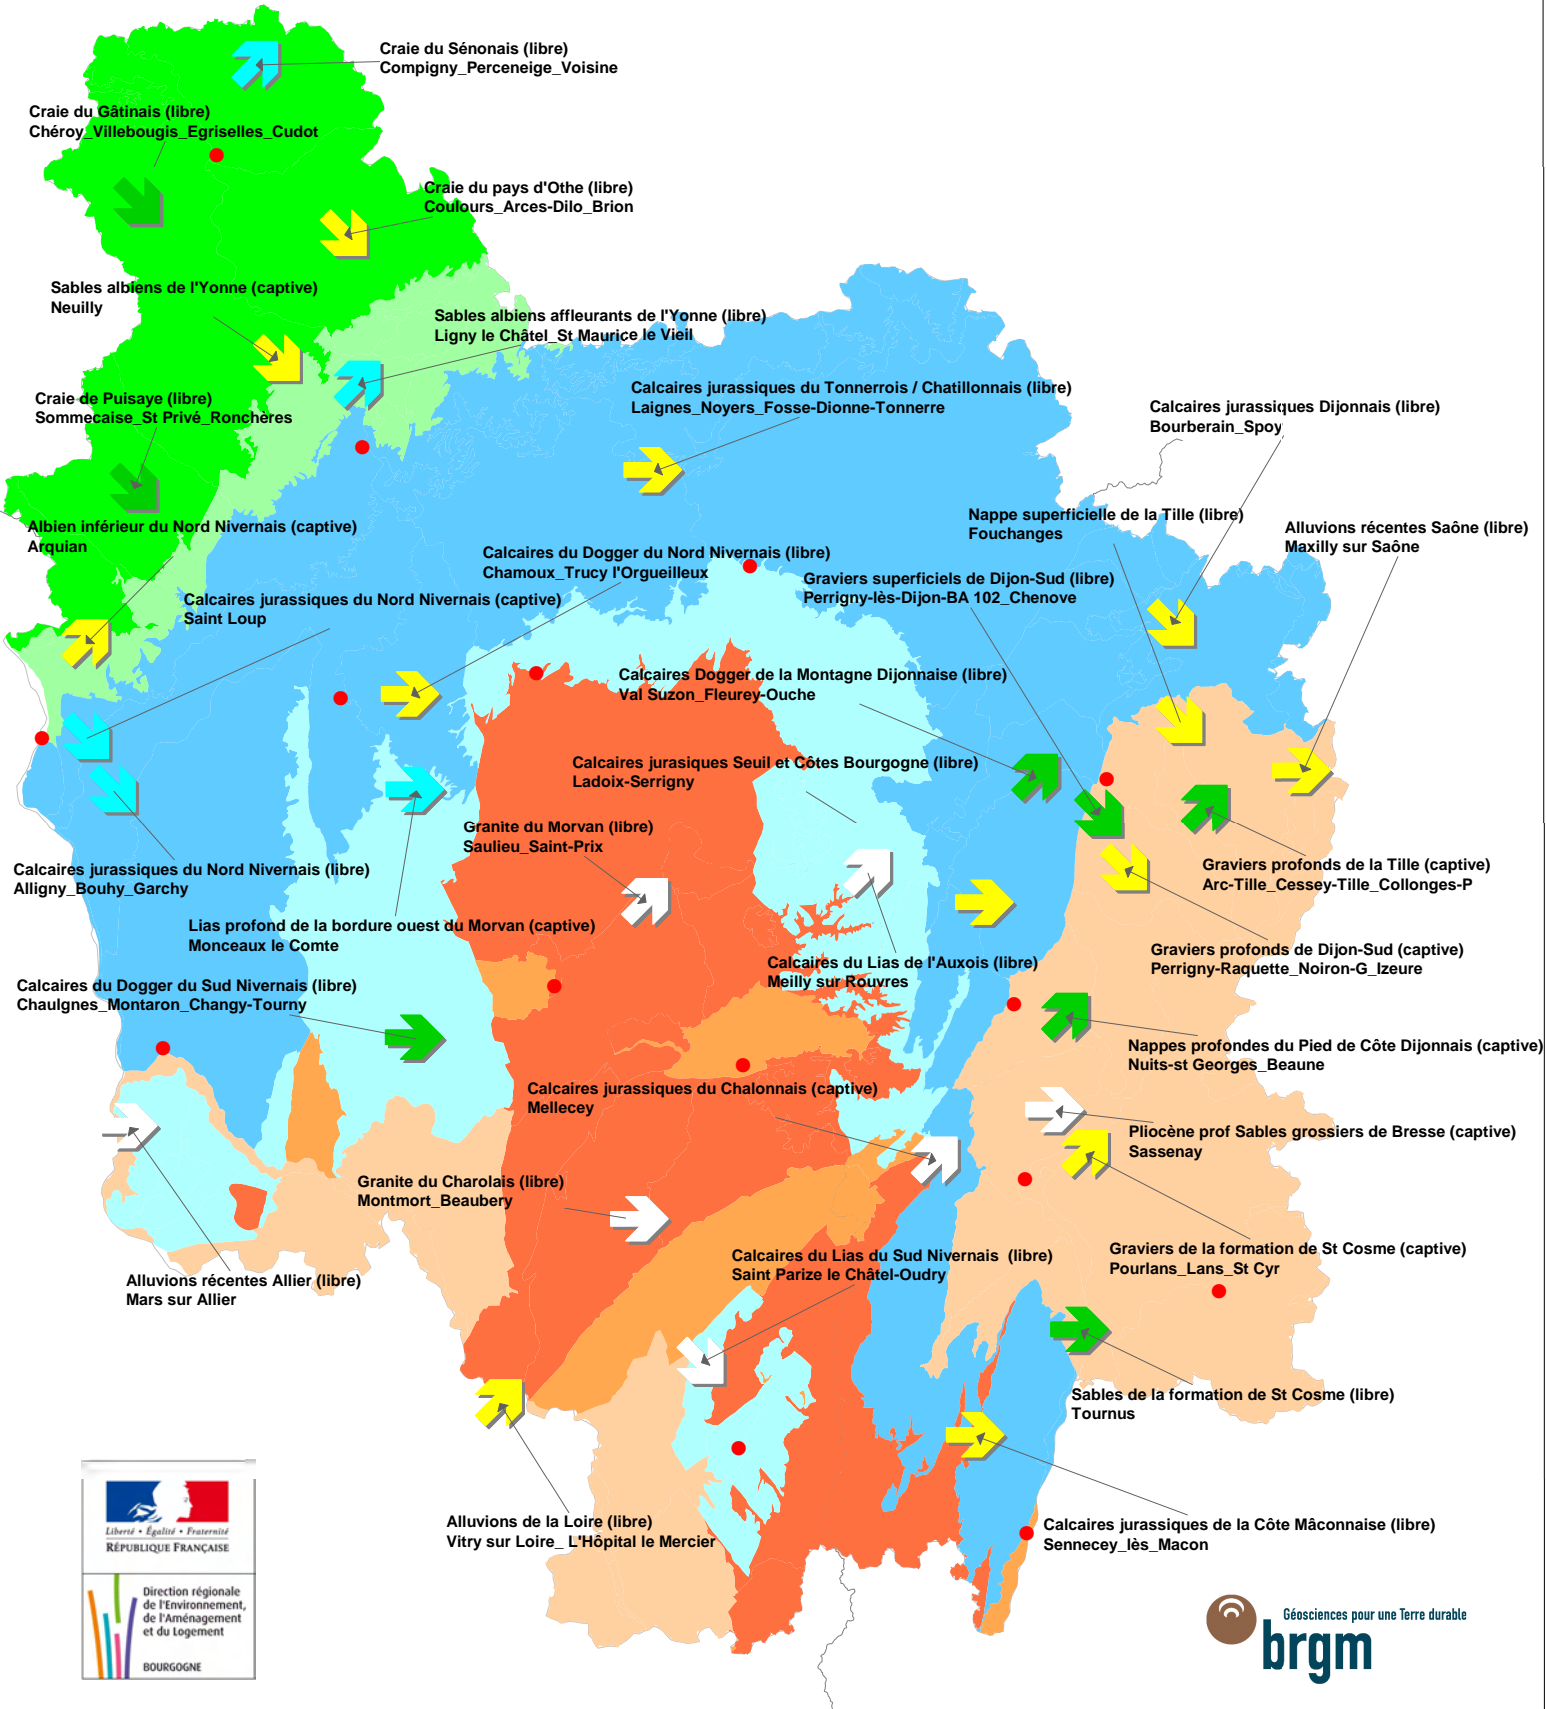 Craie du Sénonais (libre)
Compigny_Perceneige_Voisine
Craie du Gâtinais (libre)
Chéroy_Villebougis_Egriselles_Cudot
Craie du pays d'Othe (libre)
Coulours_Arces-Dilo_Brion
Sables albiens de l'Yonne (captive)
Neuilly
Sables albiens affleurants de l'Yonne (libre)
Ligny le Châtel_St Maurice le Vieil
Craie de Puisaye (libre)
Sommecaise_St Privé_Ronchères
Calcaires jurassiques du Tonnerrois / Chatillonnais (libre)
Laignes_Noyers_Fosse-Dionne-Tonnerre
Calcaires jurassiques Dijonnais (libre)
Bourberain_Spoy
Albien inférieur du Nord Nivernais (captive)
Arquian
Nappe superficielle de la Tille (libre)
Fouchanges
Alluvions récentes Saône (libre)
Maxilly sur Saône
Calcaires du Dogger du Nord Nivernais (libre)
Chamoux_Trucy l'Orgueilleux
Graviers superficiels de Dijon-Sud (libre)
Perrigny-lès-Dijon-BA 102_Chenove
Calcaires jurassiques du Nord Nivernais (captive)
Saint Loup
Calcaires Dogger de la Montagne Dijonnaise (libre)
Val Suzon_Fleurey-Ouche
Calcaires jurasiques Seuil et Côtes Bourgogne (libre)
Ladoix-Serrigny
Granite du Morvan (libre)
Saulieu_Saint-Prix
Calcaires jurassiques du Nord Nivernais (libre)
Alligny_Bouhy_Garchy
Graviers profonds de la Tille (captive)
Arc-Tille_Cessey-Tille_Collonges-P
Lias profond de la bordure ouest du Morvan (captive)
Monceaux le Comte
Graviers profonds de Dijon-Sud (captive)
Perrigny-Raquette_Noiron-G_Izeure
Calcaires du Lias de l'Auxois (libre)
Meilly sur Rouvres
Calcaires du Dogger du Sud Nivernais (libre)
Chaulgnes_Montaron_Changy-Tourny
Nappes profondes du Pied de Côte Dijonnais (captive)
Nuits-st Georges_Beaune
Calcaires jurassiques du Chalonnais (captive)
Mellecey
Pliocène prof Sables grossiers de Bresse (captive)
Sassenay
Granite du Charolais (libre)
Montmort_Beaubery
Graviers de la formation de St Cosme (captive)
Pourlans_Lans_St Cyr
Calcaires du Lias du Sud Nivernais (libre)
Saint Parize le Châtel-Oudry
Alluvions récentes Allier (libre)
Mars sur Allier
Sables de la formation de St Cosme (libre)
Tournus
Alluvions de la Loire (libre)
Vitry sur Loire_ L'Hôpital le Mercier
Calcaires jurassiques de la Côte Mâconnaise (libre)
Sennecey_lès_Macon
Liberté • Égalité • Fraternité
RÉPUBLIQUE FRANÇAISE
Direction régionale
de l'Environnement,
de l'Aménagement
et du Logement
BOURGOGNE
Géosciences pour une Terre durable
brgm